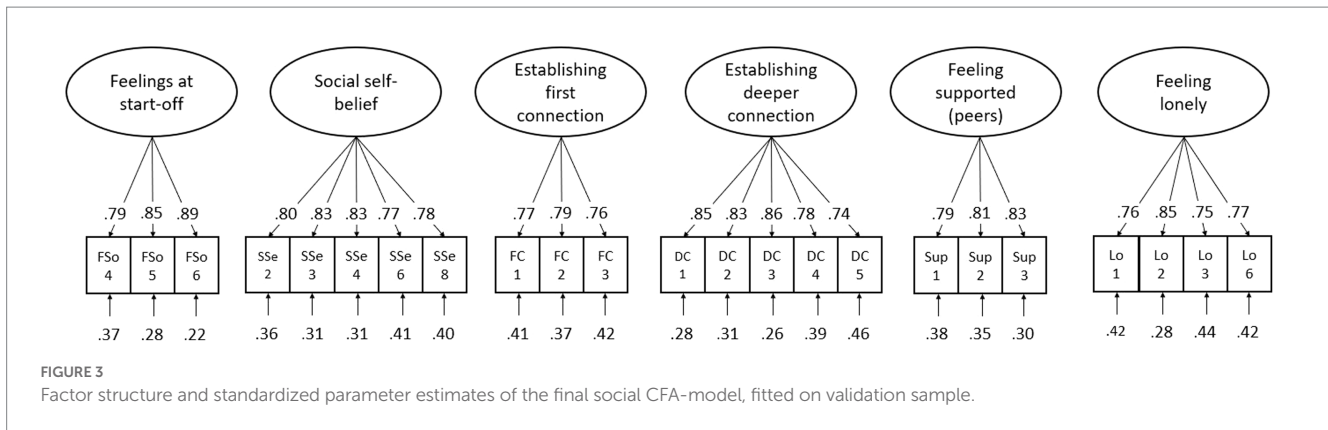 Feelings at
start-off
Social self-
belief
Establishing
first
connection
Establishing
deeper
connection
Feeling
supported
(peers)
Feeling
lonely
.79 .85 .89
.80 .83 .83 .77 .78
.77 .79 .76
.85 .83 .86 .78 .74
.79 .81 .83
.76 .85 .75 .77
FSo FSo FSo
4 5 6
SSe SSe SSe SSe SSe
2 3 4 6 8
FC FC FC
1 2 3
DC DC DC DC DC
1 2 3 4 5
Sup Sup Sup
1 2 3
Lo Lo Lo Lo
1 2 3 6
.37 .28 .22
.36 .31 .31 .41 .40
.41 .37 .42
.28 .31 .26 .39 .46
.38 .35 .30
.42 .28 .44 .42
FIGURE 3
Factor structure and standardized parameter estimates of the final social CFA-model, fitted on validation sample.